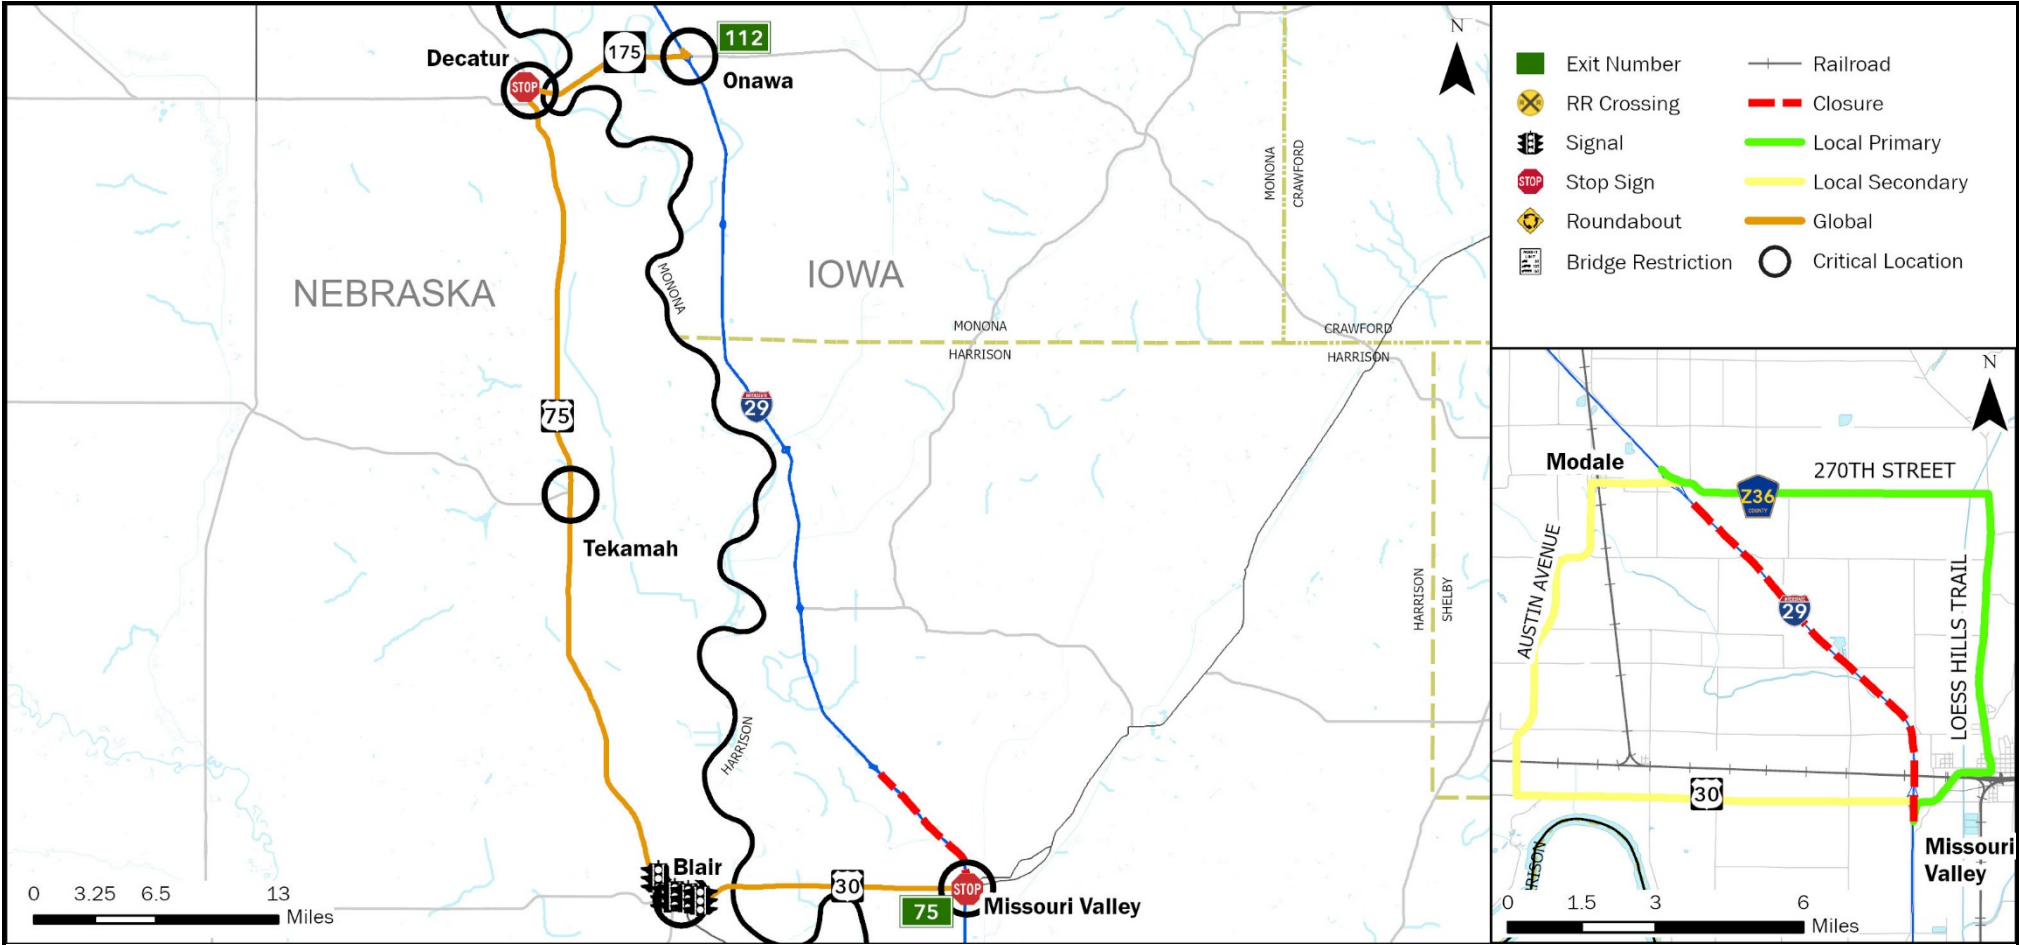 Decatur
STOP
175
112
Onawa
N
NEBRASKA
IOWA
MONONA
MONONA
CRAWFORD
MONONA
HARRISON
CRAWFORD
HARRISON
75
29
Tekamah
HARRISON
SHELBY
HARRISON
Blair
30
STOP
75
Missouri Valley
0 3.25 6.5 13
Miles
Exit Number
RR Crossing
Signal
STOP
Stop Sign
Roundabout
Bridge Restriction
Railroad
Closure
Local Primary
Local Secondary
Global
Critical Location
N
Modale
270TH STREET
Z36
COUNTY
AUSTIN AVENUE
29
LOESS HILLS TRAIL
30
Missouri
Valley
RISON
0 1.5 3 6
Miles